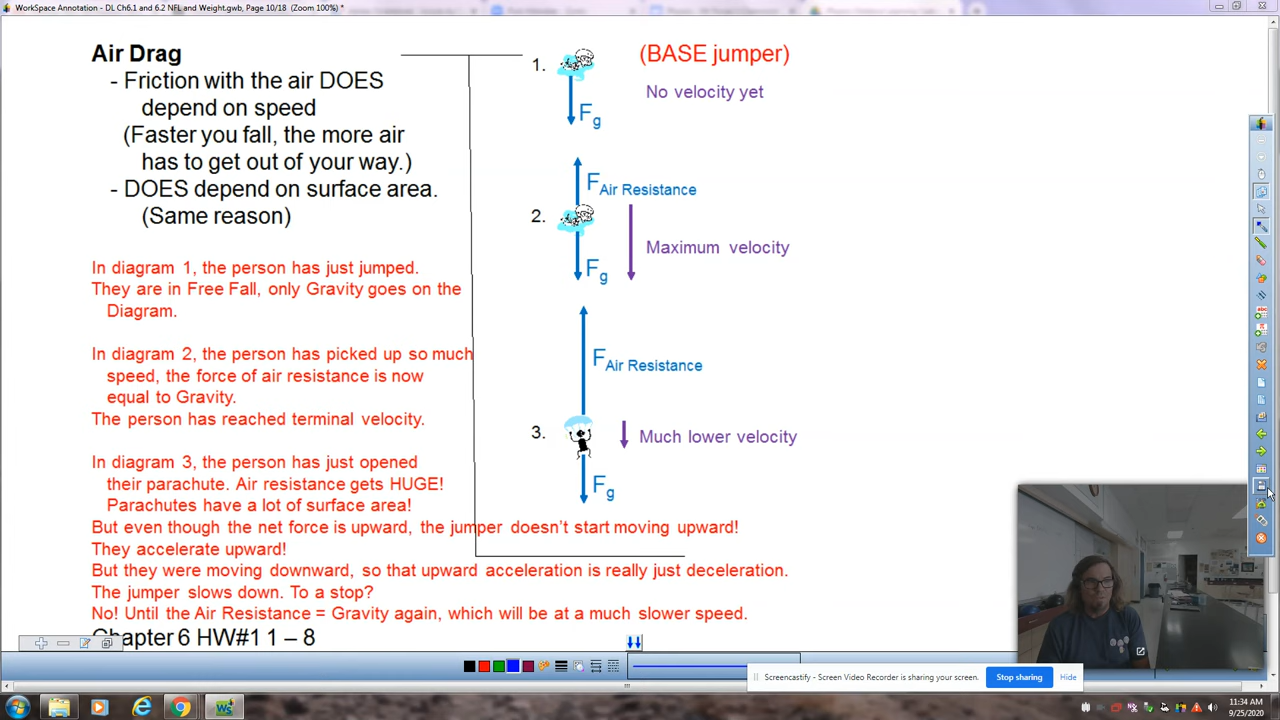 WorkSpace Annotation - DL Ch6.1 and 6.2 NFL and Weight.gwb, Page 10/18 (Zoom 100%) *
Air Drag
- Friction with the air DOES
depend on speed
(Faster you fall, the more air
has to get out of your way.)
- DOES depend on surface area.
(Same reason)
In diagram 1, the person has just jumped.
They are in Free Fall, only Gravity goes on the
Diagram.
In diagram 2, the person has picked up so much
speed, the force of air resistance is now
equal to Gravity.
The person has reached terminal velocity.
In diagram 3, the person has just opened
their parachute. Air resistance gets HUGE!
Parachutes have a lot of surface area!
But even though the net force is upward, the jumper doesn't start moving upward!
They accelerate upward!
But they were moving downward, so that upward acceleration is really just deceleration.
The jumper slows down. To a stop?
No! Until the Air Resistance = Gravity again, which will be at a much slower speed.
Chapter 6 HW#1 1 – 8
1.
(BASE jumper)
No velocity yet
Fg
FAir Resistance
2.
Maximum velocity
Fg
FAir Resistance
3.
Much lower velocity
Fg
Screencastify - Screen Video Recorder is sharing your screen.
Stop sharing
Hide
11:34 AM
9/25/2020